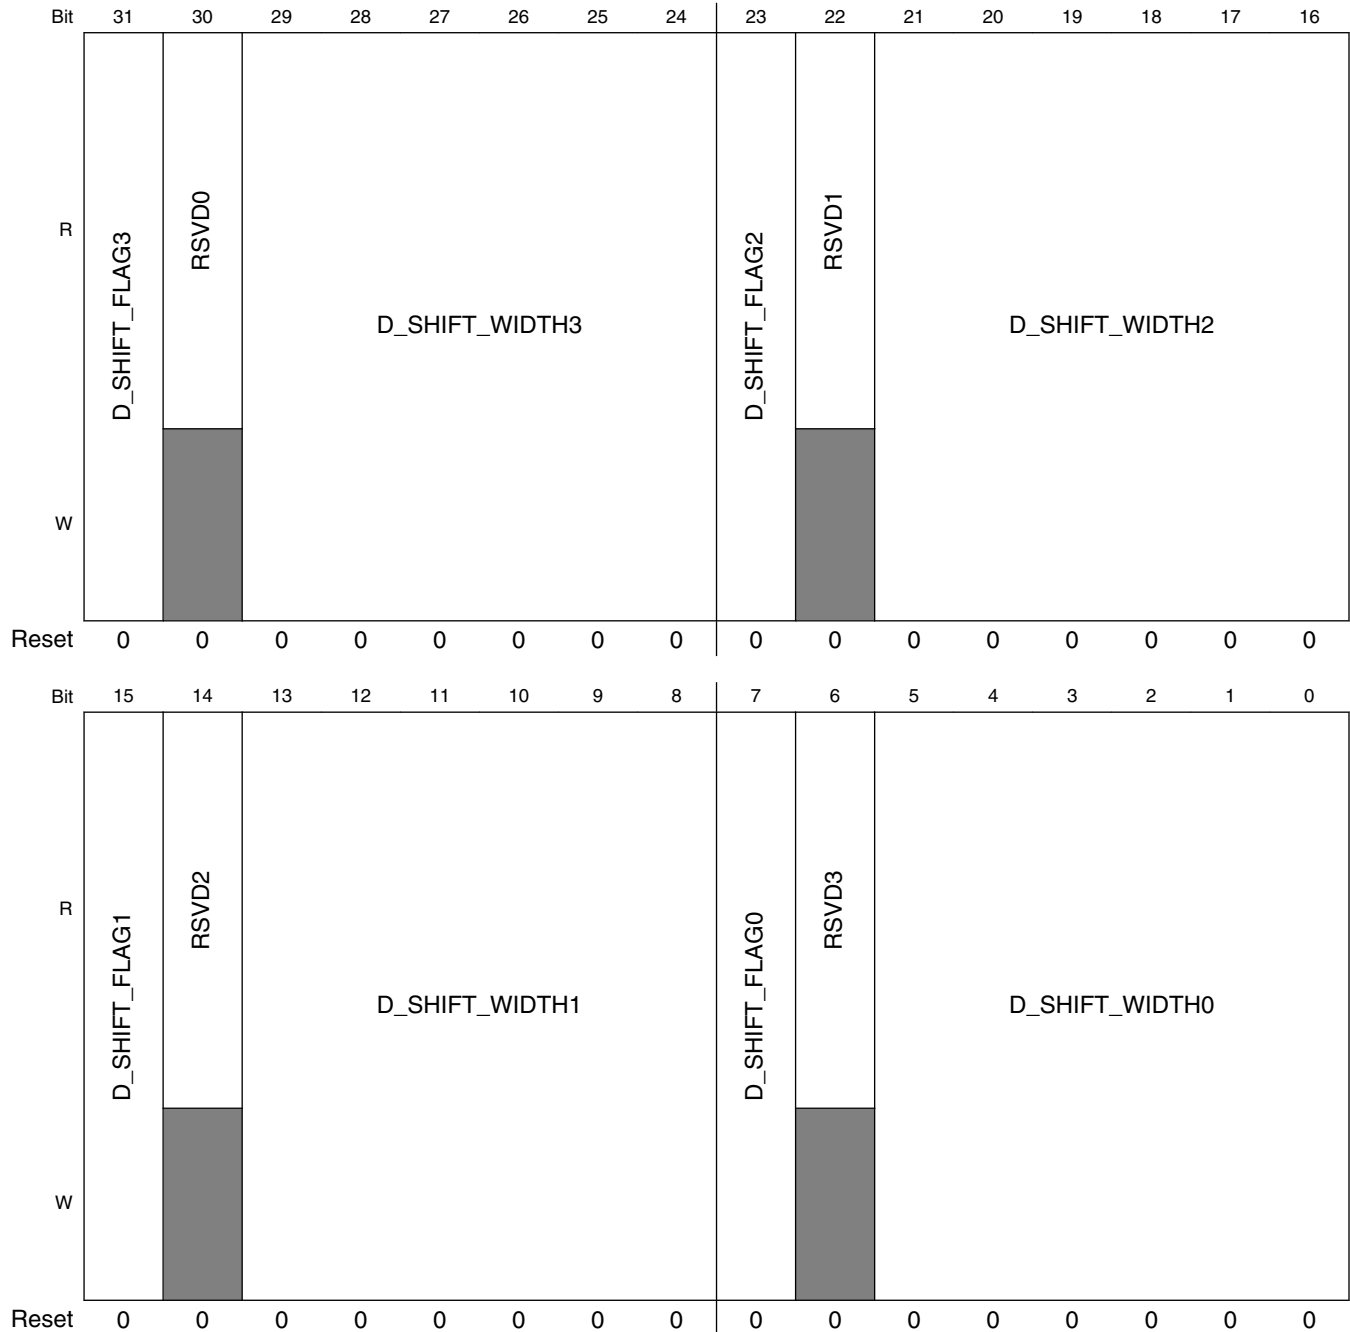 Bit 31 30 29 28 27 26 25 24 23 22 21 20 19 18 17 16
R
D_SHIFT_FLAG3
RSVD0
D_SHIFT_WIDTH3
D_SHIFT_FLAG2
RSVD1
D_SHIFT_WIDTH2
W
Reset 0 0 0 0 0 0 0 0 0 0 0 0 0 0 0 0
Bit 15 14 13 12 11 10 9 8 7 6 5 4 3 2 1 0
R
D_SHIFT_FLAG1
RSVD2
D_SHIFT_WIDTH1
D_SHIFT_FLAG0
RSVD3
D_SHIFT_WIDTH0
W
Reset 0 0 0 0 0 0 0 0 0 0 0 0 0 0 0 0